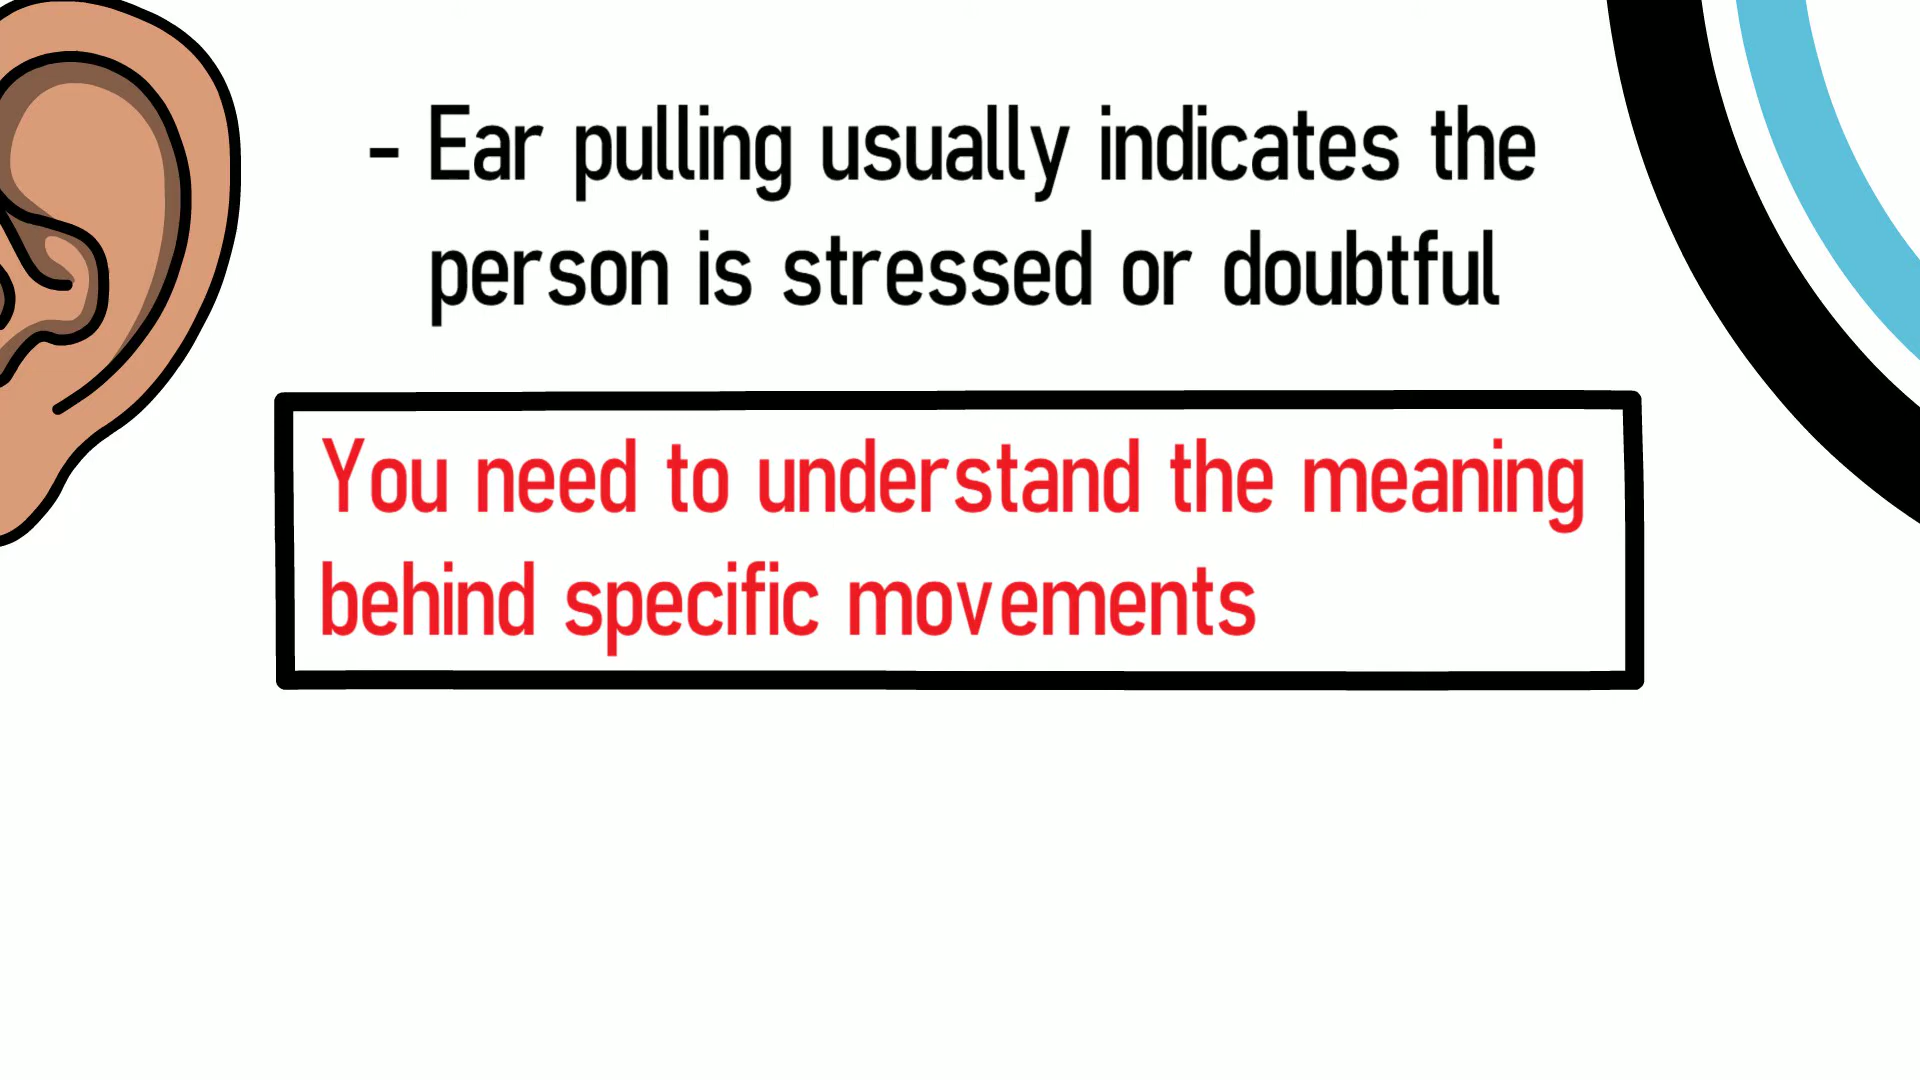 - Ear pulling usually indicates the
person is stressed or doubtful
You need to understand the meaning
behind specific movements